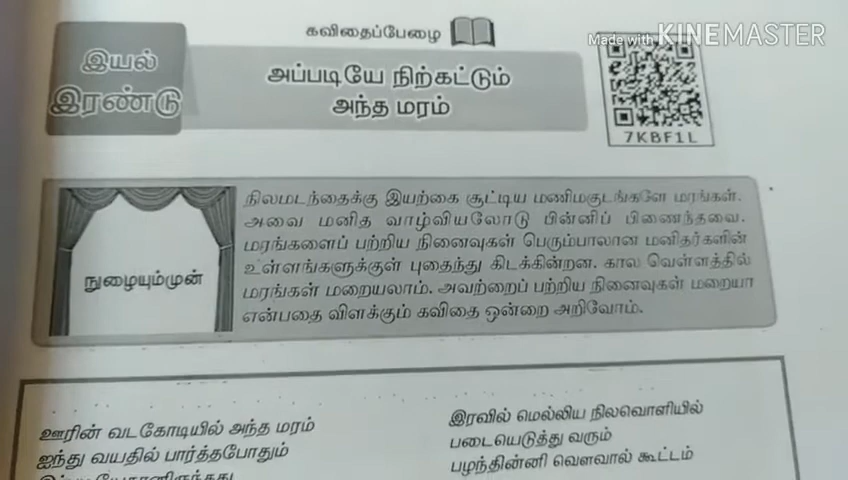 Made with KINEMASTER
கவிதைப்பேழை
இயல்
இரண்டு
அப்படியே நிற்கட்டும்
அந்த மரம்
7KBF1L
நுழையும்முன்
நிலமடந்தைக்கு இயற்கை சூட்டிய மணிமகுடங்களே மரங்கள்.
அவை மனித வாழ்வியலோடு பின்னிப் பிணைந்தவை.
மரங்களைப் பற்றிய நினைவுகள் பெரும்பாலான மனிதர்களின்
உள்ளங்களுக்குள் புதைந்து கிடக்கின்றன. கால வெள்ளத்தில்
மரங்கள் மறையலாம். அவற்றைப் பற்றிய நினைவுகள் மறையா
என்பதை விளக்கும் கவிதை ஒன்றை அறிவோம்.
ஊரின் வடகோடியில் அந்த மரம்
ஐந்து வயதில் பார்த்தபோதும்
இரவில் மெல்லிய நிலவொளியில்
படையெடுத்து வரும்
பழந்தின்னி வௌவால் கூட்டம்